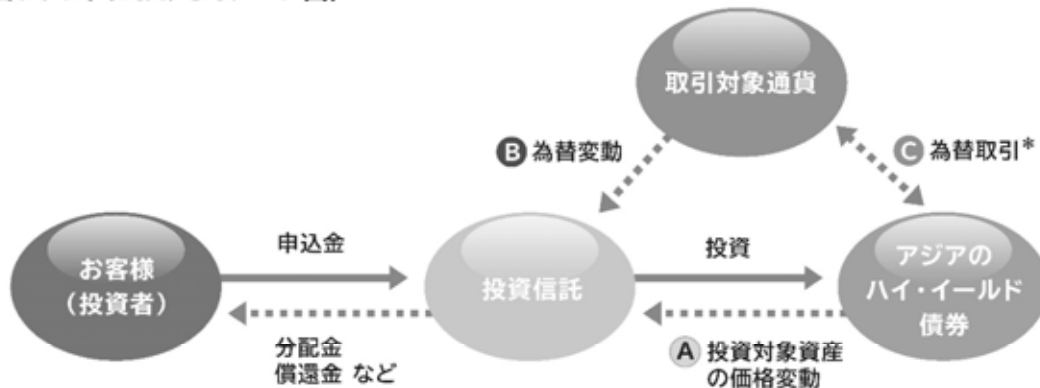 取引対象通貨
B 為替変動
C 為替取引*
お客様
（投資者）
申込金
投資信託
投資
アジアの
ハイ・イールド
債券
分配金
償還金 など
A 投資対象資産
の価格変動